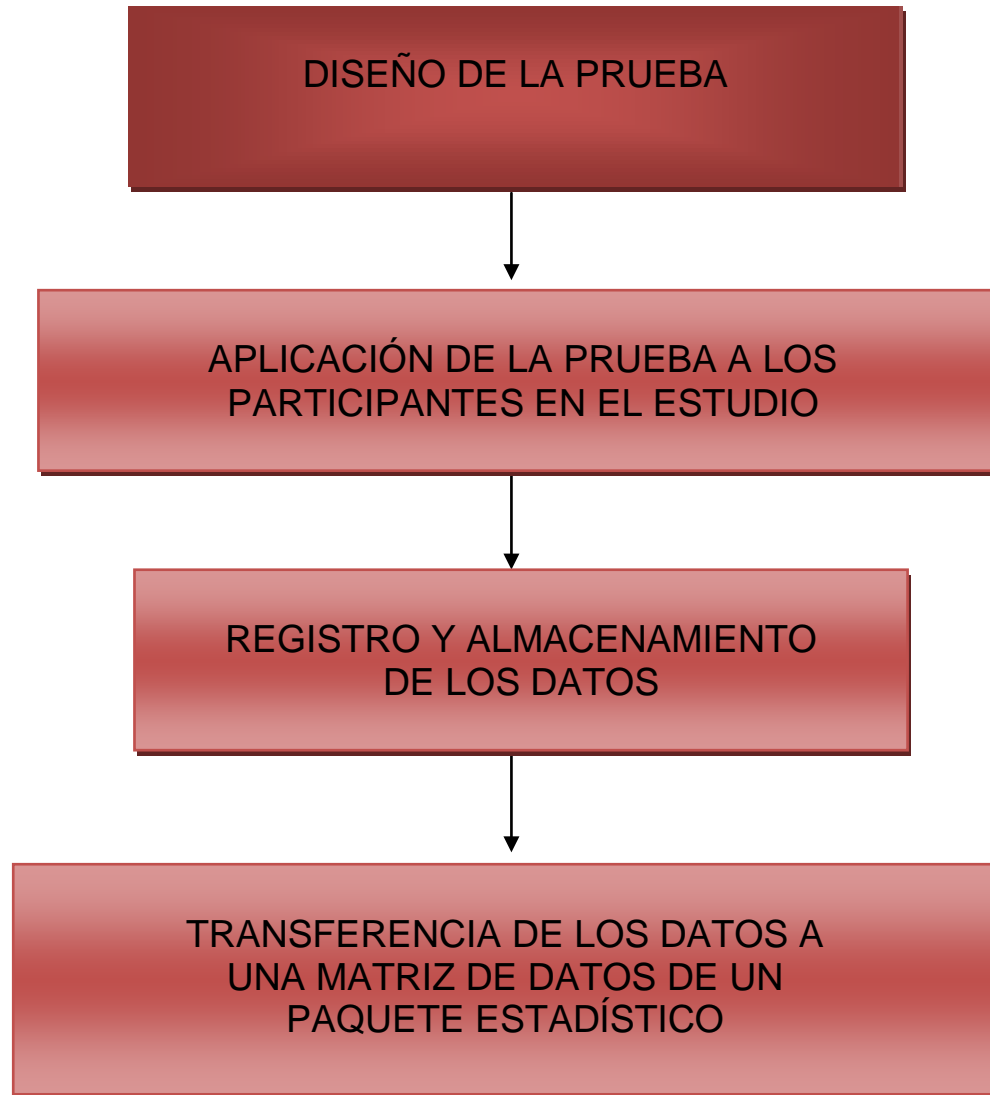 DISEÑO DE LA PRUEBA
APLICACIÓN DE LA PRUEBA A LOS
PARTICIPANTES EN EL ESTUDIO
REGISTRO Y ALMACENAMIENTO
DE LOS DATOS
TRANSFERENCIA DE LOS DATOS A
UNA MATRIZ DE DATOS DE UN
PAQUETE ESTADÍSTICO